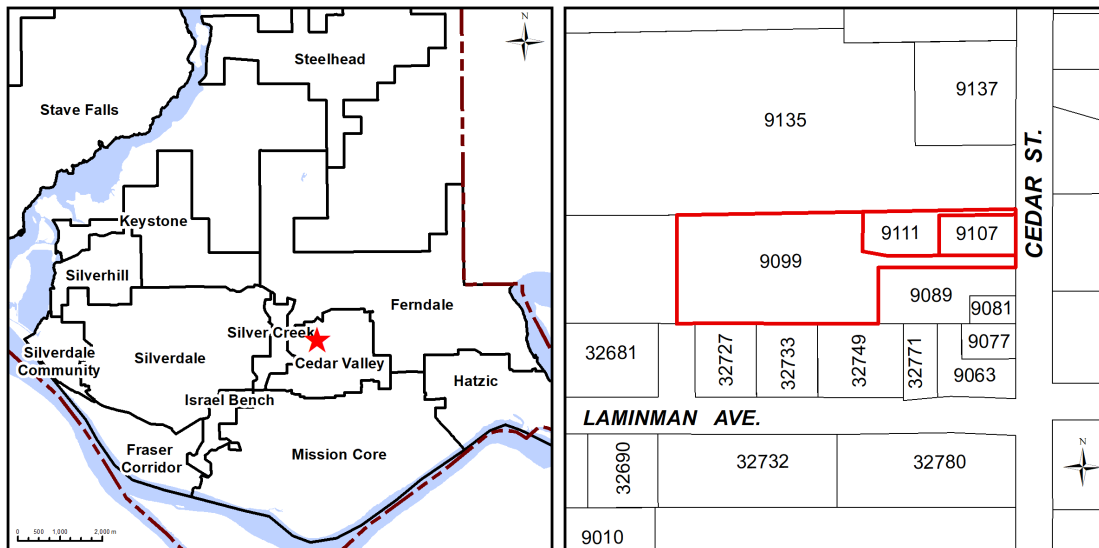 N
Steelhead
Stave Falls
Keystone
Silverhill
Ferndale
Silver Creek
Silverdale
Community
Silverdale
Cedar Valley
Hatzic
Israel Bench
Fraser
Corridor
Mission Core
0 500 1,000 2,000 m
9137
9135
CEDAR ST.
9111
9107
9099
9089
9081
32681
32727
32733
32749
32771
9077
9063
LAMINMAN AVE.
32690
32732
32780
N
9010